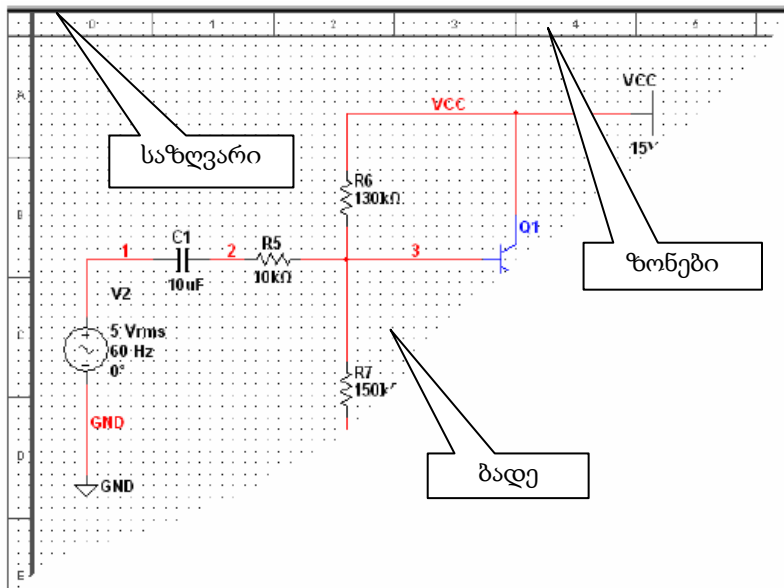 0 1 2 3 4 5
A
VCC
VCC
საზღვარი
15V
R6
130kΩ
B
Q1
C1
1 2 R5 3
ზონები
10uF 10kΩ
V2
C
5 Vrms
60 Hz
0°
R7
150k
GND
D
ბადე
GND
E